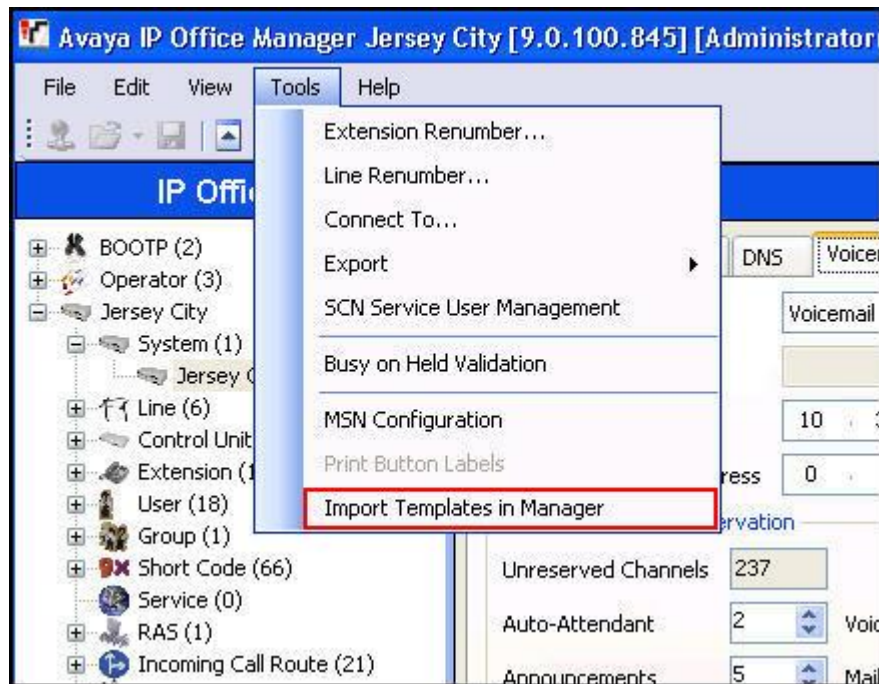 Avaya IP Office Manager Jersey City [9.0.100.845] [Administrator
File Edit View Tools Help
Extension Renumber...
Line Renumber...
Connect To...
Export
SCN Service User Management
Busy on Held Validation
MSN Configuration
Print Button Labels
Import Templates in Manager
IP Offi
BOOTP (2)
Operator (3)
Jersey City
System (1)
Jersey C
Line (6)
Control Unit
Extension (1
User (18)
Group (1)
Short Code (66)
Service (0)
RAS (1)
Incoming Call Route (21)
DNS Voicem
Voicemail
10 . 3
ress 0 .
ervation
Unreserved Channels 237
Auto-Attendant 2 Voic
Announcements 5 Mail